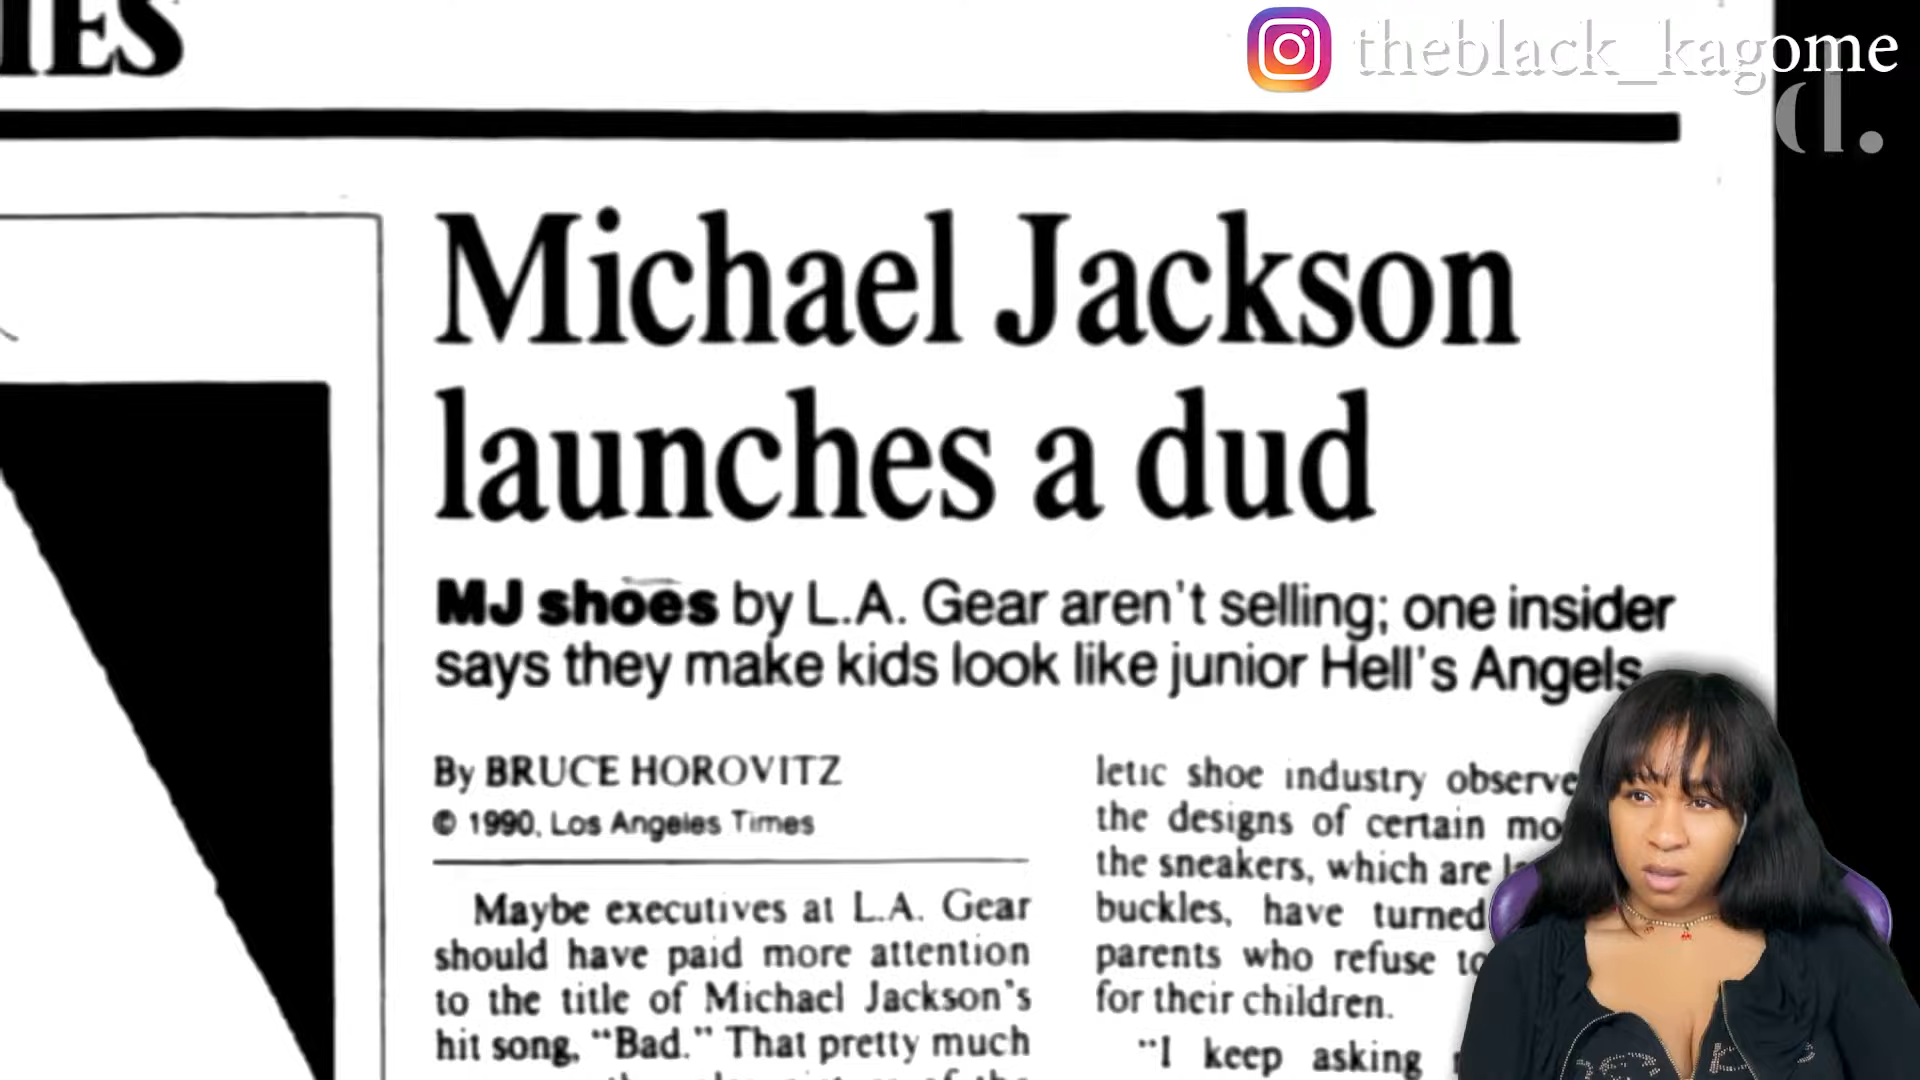 IES
theblack_kagome
d.
Michael Jackson
launches a dud
MJ shoes by L.A. Gear aren't selling; one insider
says they make kids look like junior Hell's Angels
By BRUCE HOROVITZ
© 1990, Los Angeles Times
Maybe executives at L.A. Gear
should have paid more attention
to the title of Michael Jackson's
hit song, "Bad." That pretty much
letic shoe industry observe
the designs of certain mo
the sneakers, which are
buckles, have turned
parents who refuse to
for their children.
"I keep asking